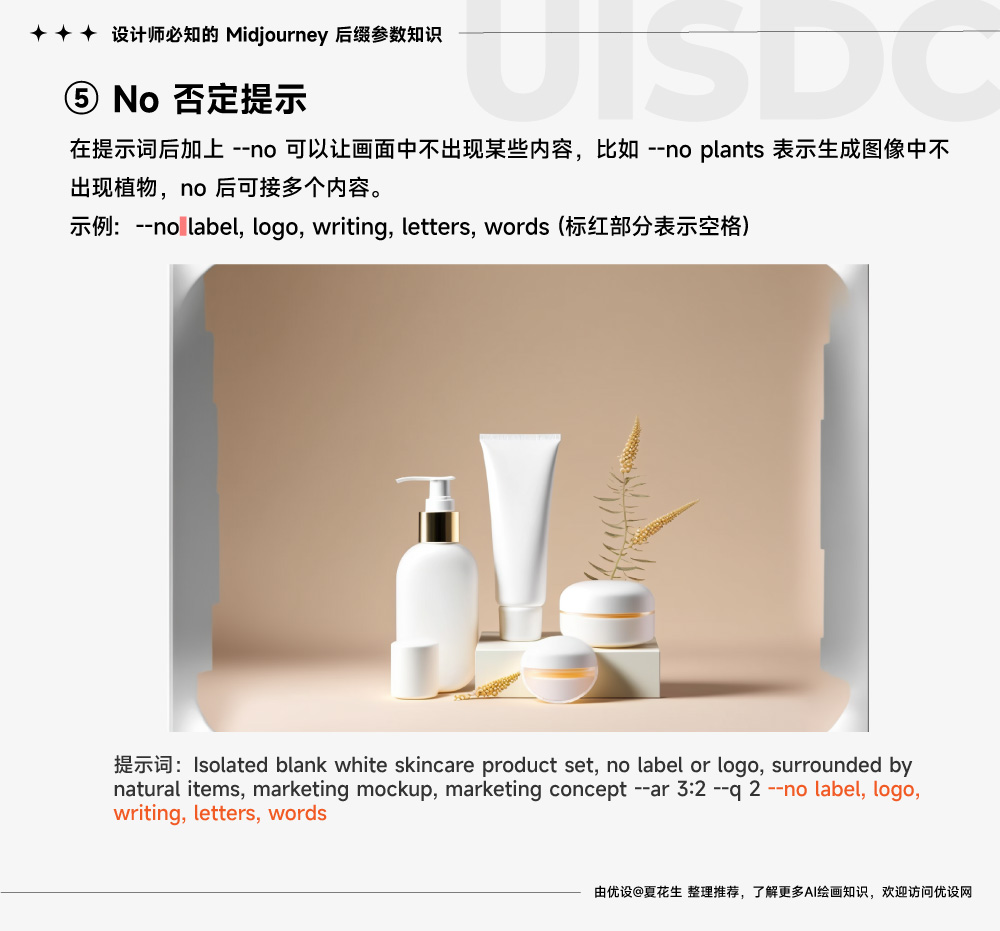 设计师必知的 Midjourney 后缀参数知识
UISDC
⑤ No 否定提示
在提示词后加上 --no 可以让画面中不出现某些内容，比如 --no plants 表示生成图像中不
出现植物，no 后可接多个内容。
示例：--no label, logo, writing, letters, words (标红部分表示空格)
提示词：Isolated blank white skincare product set, no label or logo, surrounded by
natural items, marketing mockup, marketing concept --ar 3:2 --q 2 --no label, logo,
writing, letters, words
由优设@夏花生 整理推荐，了解更多AI绘画知识，欢迎访问优设网